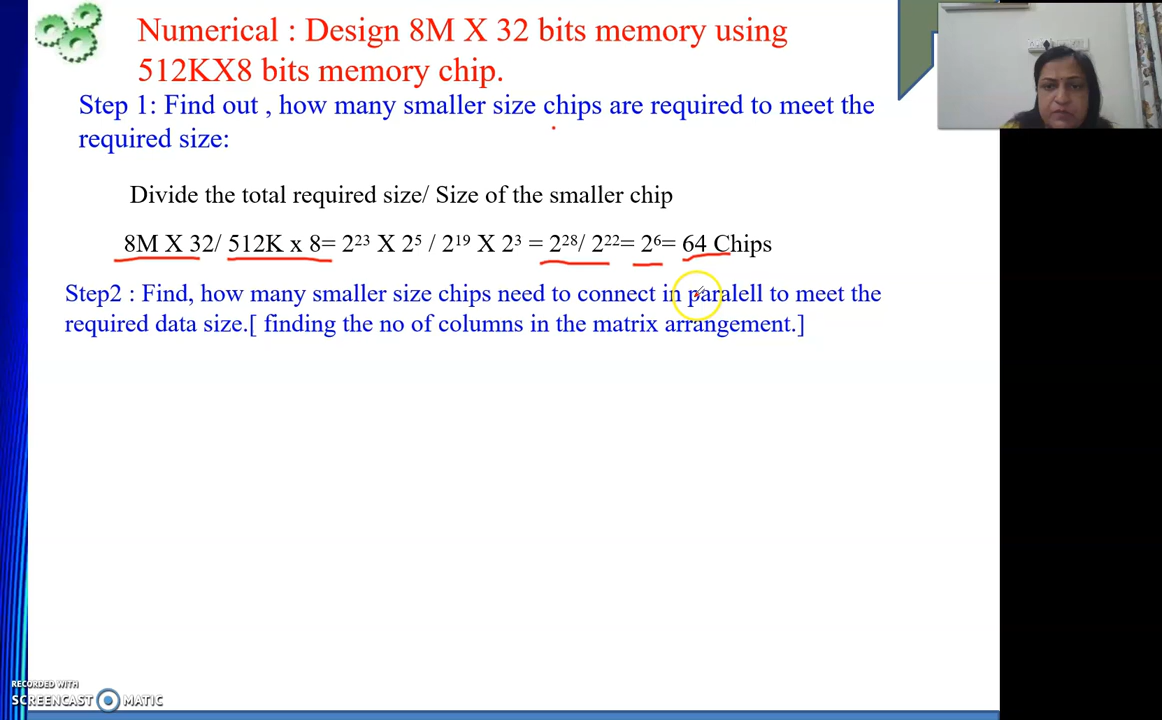 Numerical : Design 8M X 32 bits memory using
512KX8 bits memory chip.
Step 1: Find out , how many smaller size chips are required to meet the
required size:
Divide the total required size/ Size of the smaller chip
8M X 32/ 512K x 8= 2²³ X 2⁵ / 2¹⁹ X 2³ = 2²⁸/ 2²²= 2⁶= 64 Chips
Step2 : Find, how many smaller size chips need to connect in paralell to meet the
required data size.[ finding the no of columns in the matrix arrangement.]
RECORDED WITH
SCREENCAST MATIC